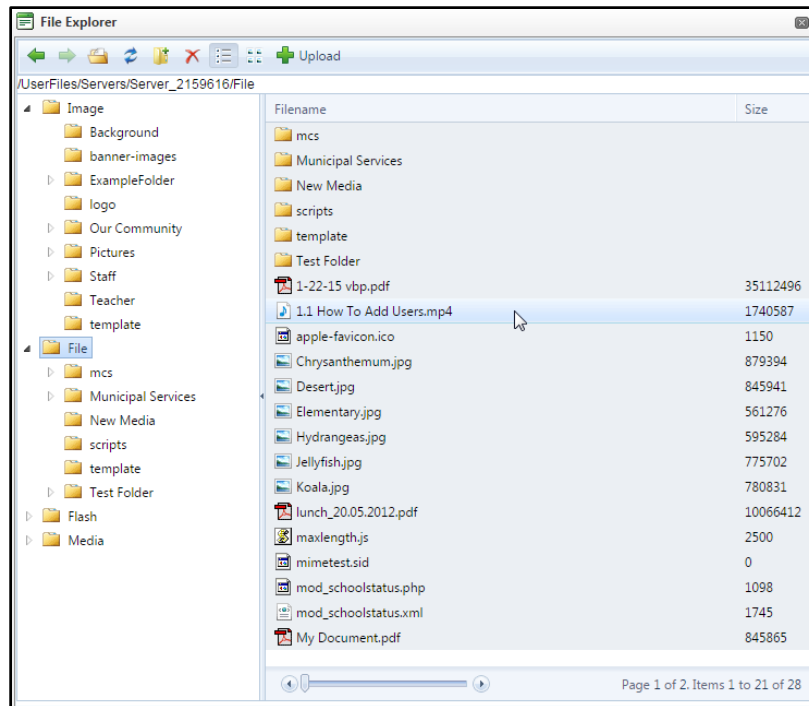 File Explorer
Upload
/UserFiles/Servers/Server_2159616/File
Image
Background
banner-images
ExampleFolder
logo
Our Community
Pictures
Staff
Teacher
template
File
mcs
Municipal Services
New Media
scripts
template
Test Folder
Flash
Media
Filename Size
mcs
Municipal Services
New Media
scripts
template
Test Folder
1-22-15 vbp.pdf 35112496
1.1 How To Add Users.mp4 1740587
apple-favicon.ico 1150
Chrysanthemum.jpg 879394
Desert.jpg 845941
Elementary.jpg 561276
Hydrangeas.jpg 595284
Jellyfish.jpg 775702
Koala.jpg 780831
lunch_20.05.2012.pdf 10066412
maxlength.js 2500
mimetest.sid 0
mod_schoolstatus.php 1098
mod_schoolstatus.xml 1745
My Document.pdf 845865
Page 1 of 2. Items 1 to 21 of 28